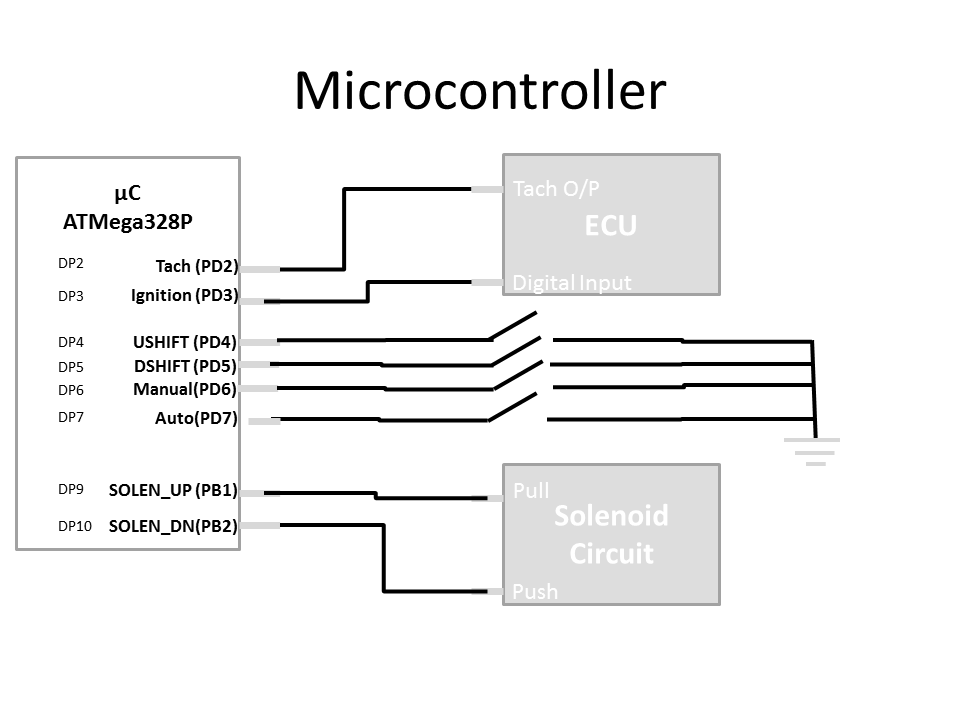 Microcontroller
µC
ATMega328P
DP2 Tach (PD2)
DP3 Ignition (PD3)
DP4 USHIFT (PD4)
DP5 DSHIFT (PD5)
DP6 Manual(PD6)
DP7 Auto(PD7)
DP9 SOLEN_UP (PB1)
DP10 SOLEN_DN(PB2)
Tach O/P
ECU
Digital Input
Pull
Solenoid
Circuit
Push